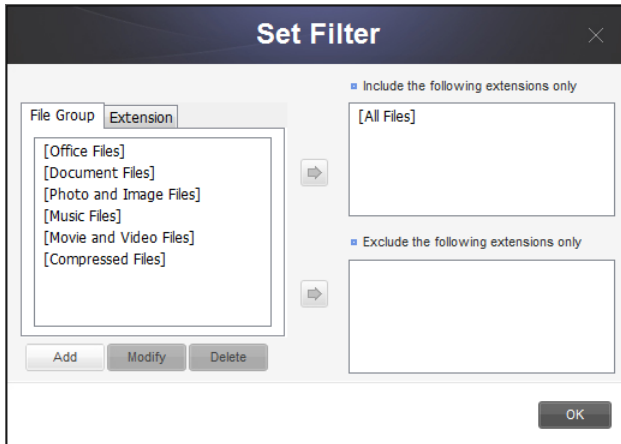 Set Filter
File Group
Extension
[Office Files]
[Document Files]
[Photo and Image Files]
[Music Files]
[Movie and Video Files]
[Compressed Files]
Add
Modify
Delete
Include the following extensions only
[All Files]
Exclude the following extensions only
OK